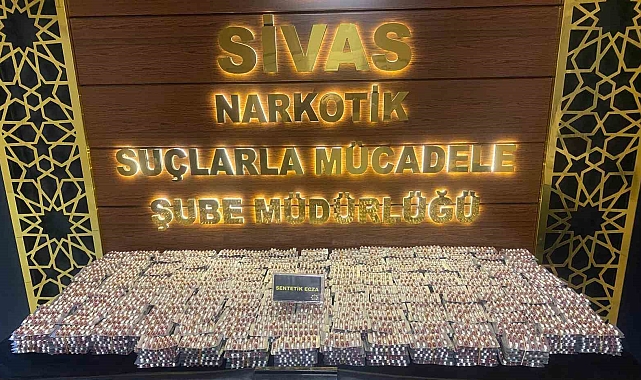 SİVAS
NARKOTİK
SUÇLARLA MÜCADELE
ŞUBE MÜDÜRLÜĞÜ
SENTETİK ECZA